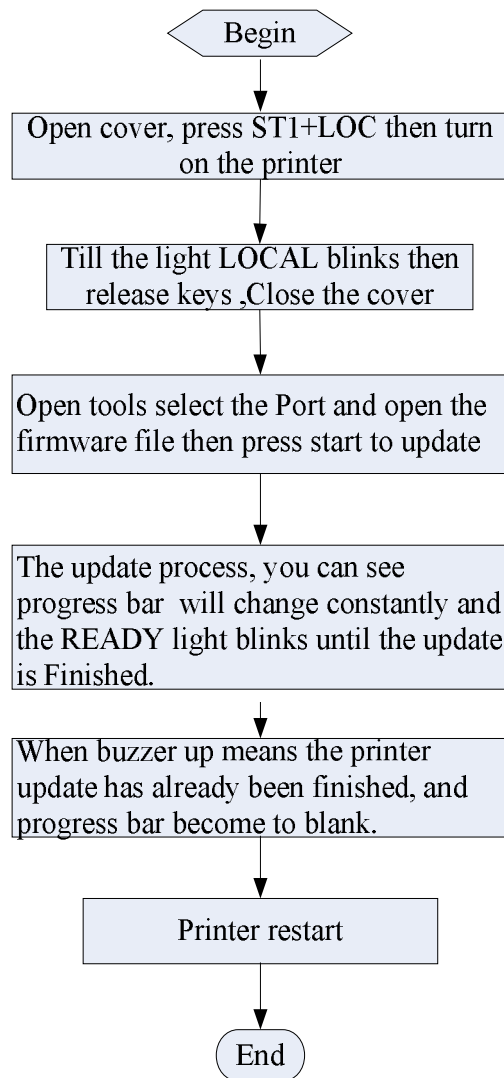 Begin
Open cover, press ST1+LOC then turn
on the printer
Till the light LOCAL blinks then
release keys ,Close the cover
Open tools select the Port and open the
firmware file then press start to update
The update process, you can see
progress bar will change constantly and
the READY light blinks until the update
is Finished.
When buzzer up means the printer
update has already been finished, and
progress bar become to blank.
Printer restart
End